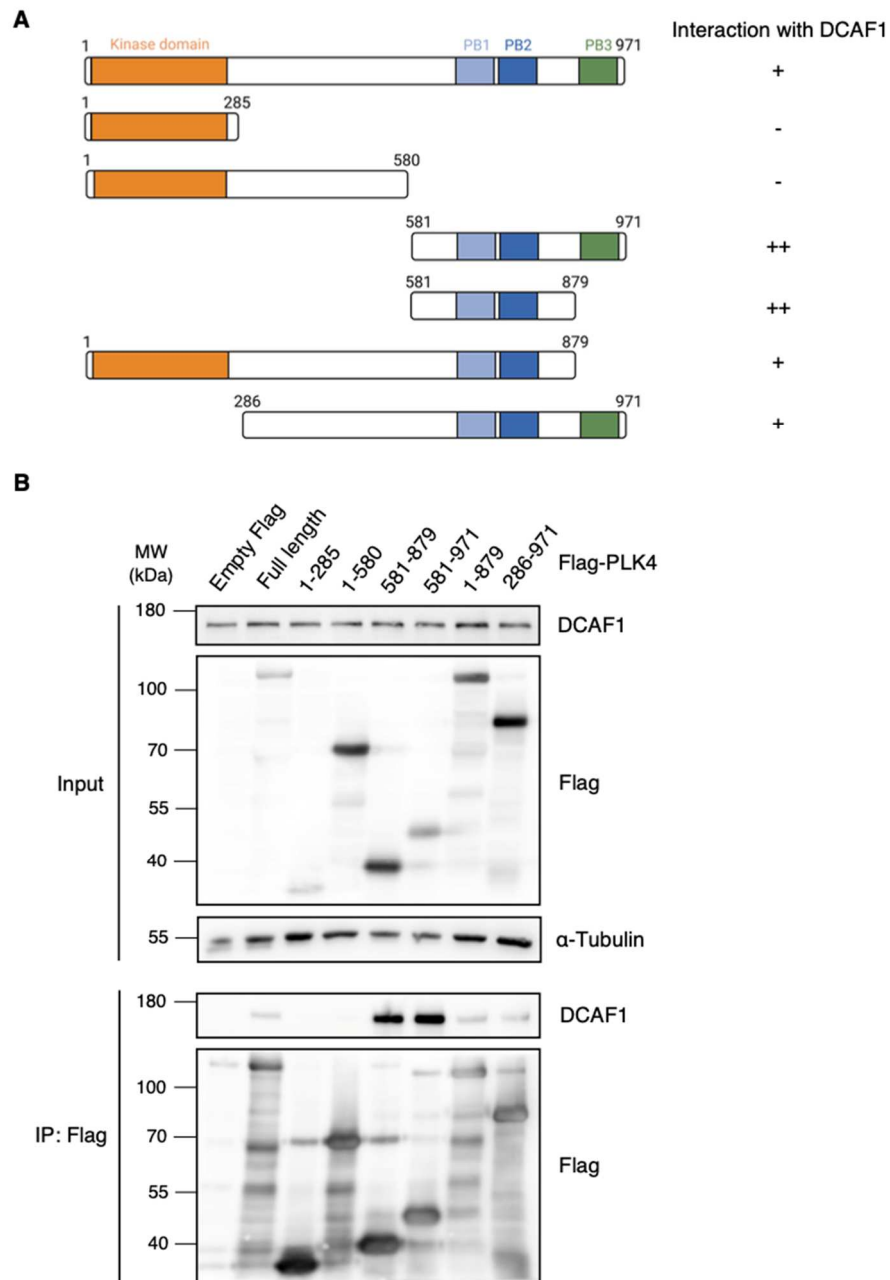 A
Interaction with DCAF1
1 Kinase domain PB1 PB2 PB3 971
+
1 285
-
1 580
-
581 971
++
581 879
++
1 879
+
286 971
+
B
MW
(kDa)
Empty Flag
Full length
1-285
1-580
581-879
581-971
1-879
286-971
Flag-PLK4
180
DCAF1
100
70
Input
Flag
55
40
55
α-Tubulin
180
DCAF1
100
IP: Flag
70
Flag
55
40